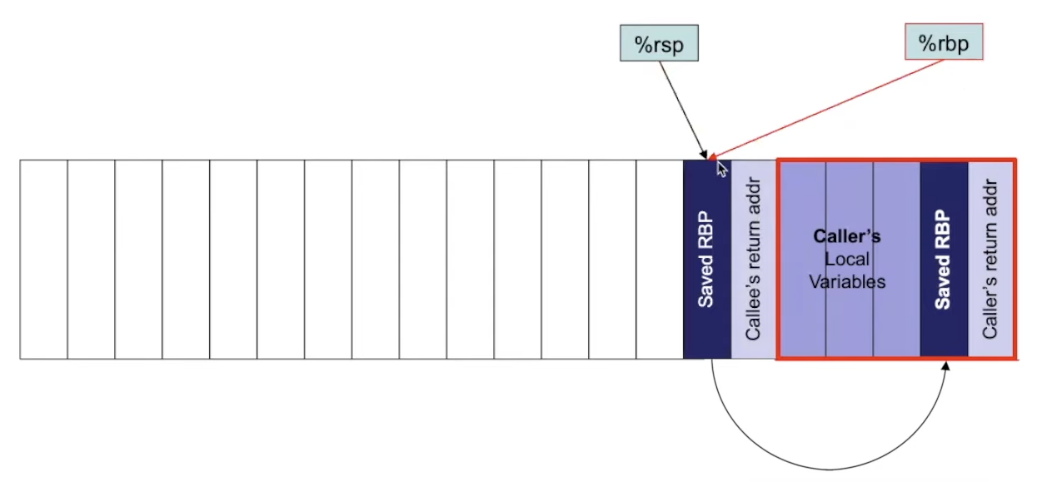 %rsp
%rbp
Saved RBP
Callee's return addr
Caller's
Local
Variables
Saved RBP
Caller's return addr